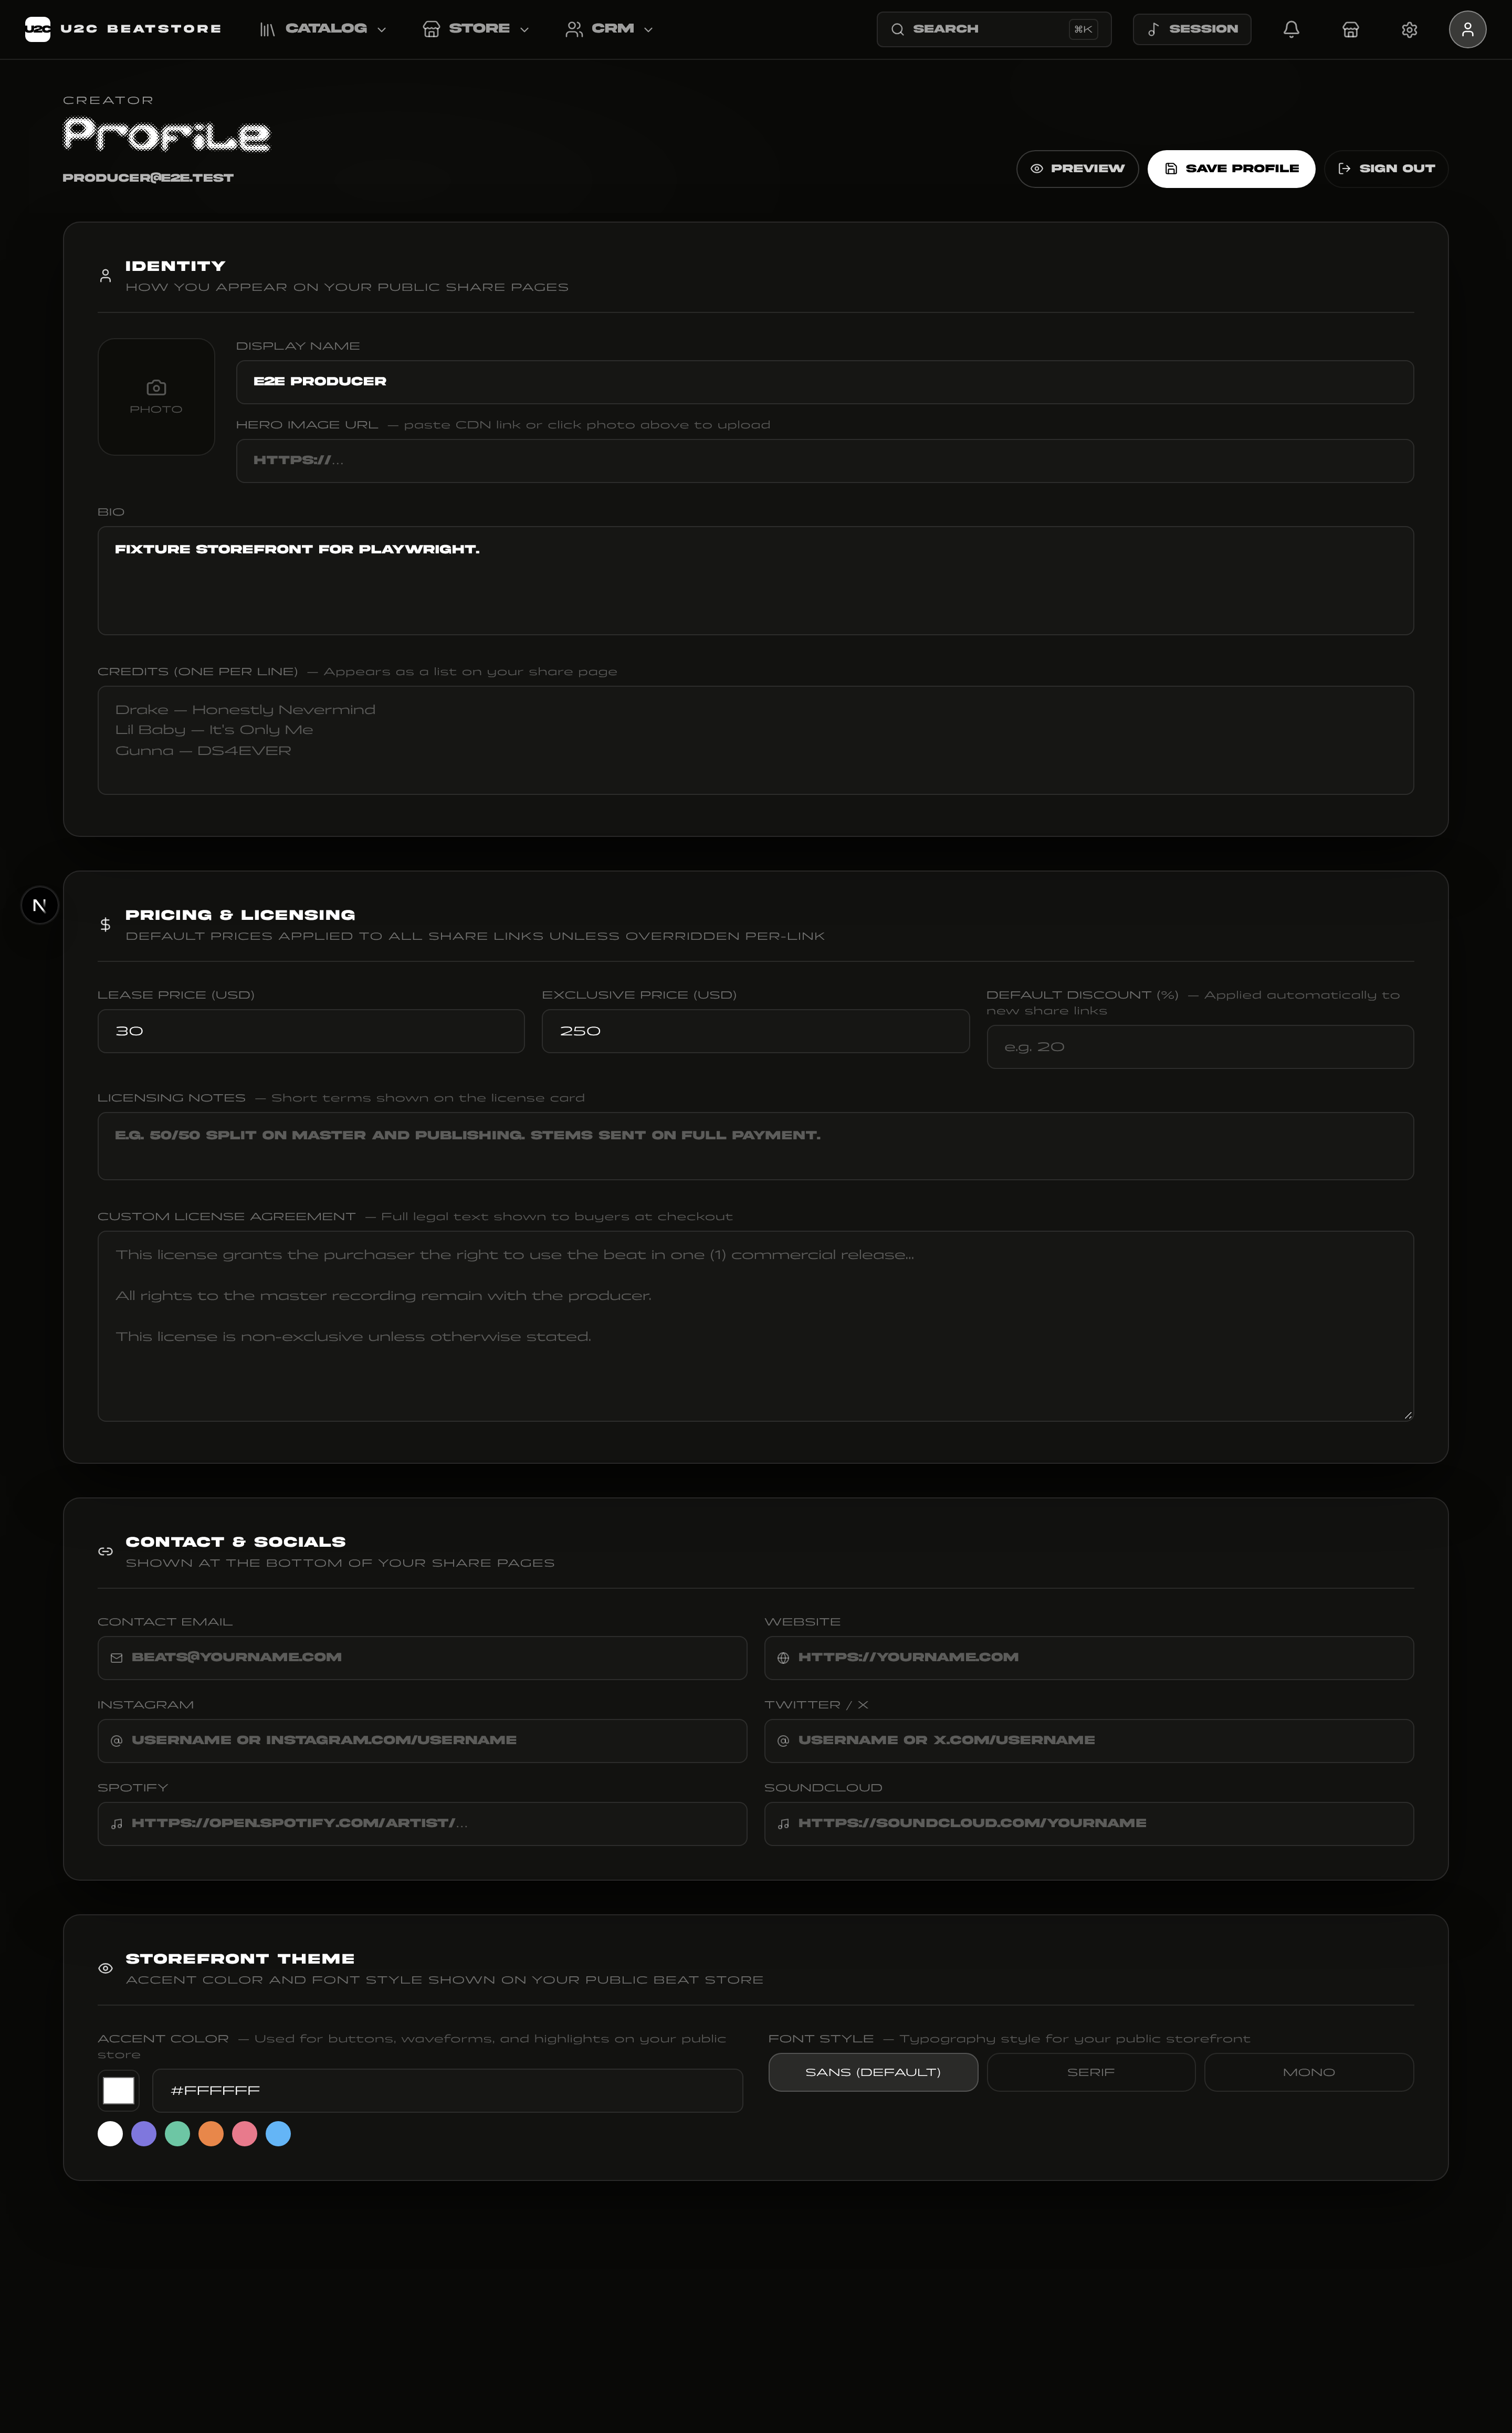 U2C U2C BEATSTORE CATALOG STORE CRM SEARCH ⌘K SESSION
CREATOR
Profile
PRODUCER@E2E.TEST
PREVIEW SAVE PROFILE SIGN OUT
IDENTITY
HOW YOU APPEAR ON YOUR PUBLIC SHARE PAGES
PHOTO
DISPLAY NAME
E2E PRODUCER
HERO IMAGE URL — paste CDN link or click photo above to upload
HTTPS://...
BIO
FIXTURE STOREFRONT FOR PLAYWRIGHT.
CREDITS (ONE PER LINE) — Appears as a list on your share page
Drake — Honestly Nevermind
Lil Baby — It's Only Me
Gunna — DS4EVER
N
PRICING & LICENSING
DEFAULT PRICES APPLIED TO ALL SHARE LINKS UNLESS OVERRIDDEN PER-LINK
LEASE PRICE (USD)
30
EXCLUSIVE PRICE (USD)
250
DEFAULT DISCOUNT (%) — Applied automatically to
new share links
e.g. 20
LICENSING NOTES — Short terms shown on the license card
E.G. 50/50 SPLIT ON MASTER AND PUBLISHING. STEMS SENT ON FULL PAYMENT.
CUSTOM LICENSE AGREEMENT — Full legal text shown to buyers at checkout
This license grants the purchaser the right to use the beat in one (1) commercial release...
All rights to the master recording remain with the producer.
This license is non-exclusive unless otherwise stated.
CONTACT & SOCIALS
SHOWN AT THE BOTTOM OF YOUR SHARE PAGES
CONTACT EMAIL
BEATS@YOURNAME.COM
WEBSITE
HTTPS://YOURNAME.COM
INSTAGRAM
@ USERNAME OR INSTAGRAM.COM/USERNAME
TWITTER / X
@ USERNAME OR X.COM/USERNAME
SPOTIFY
HTTPS://OPEN.SPOTIFY.COM/ARTIST/...
SOUNDCLOUD
HTTPS://SOUNDCLOUD.COM/YOURNAME
STOREFRONT THEME
ACCENT COLOR AND FONT STYLE SHOWN ON YOUR PUBLIC BEAT STORE
ACCENT COLOR — Used for buttons, waveforms, and highlights on your public
store
#FFFFFF
FONT STYLE — Typography style for your public storefront
SANS (DEFAULT) SERIF MONO